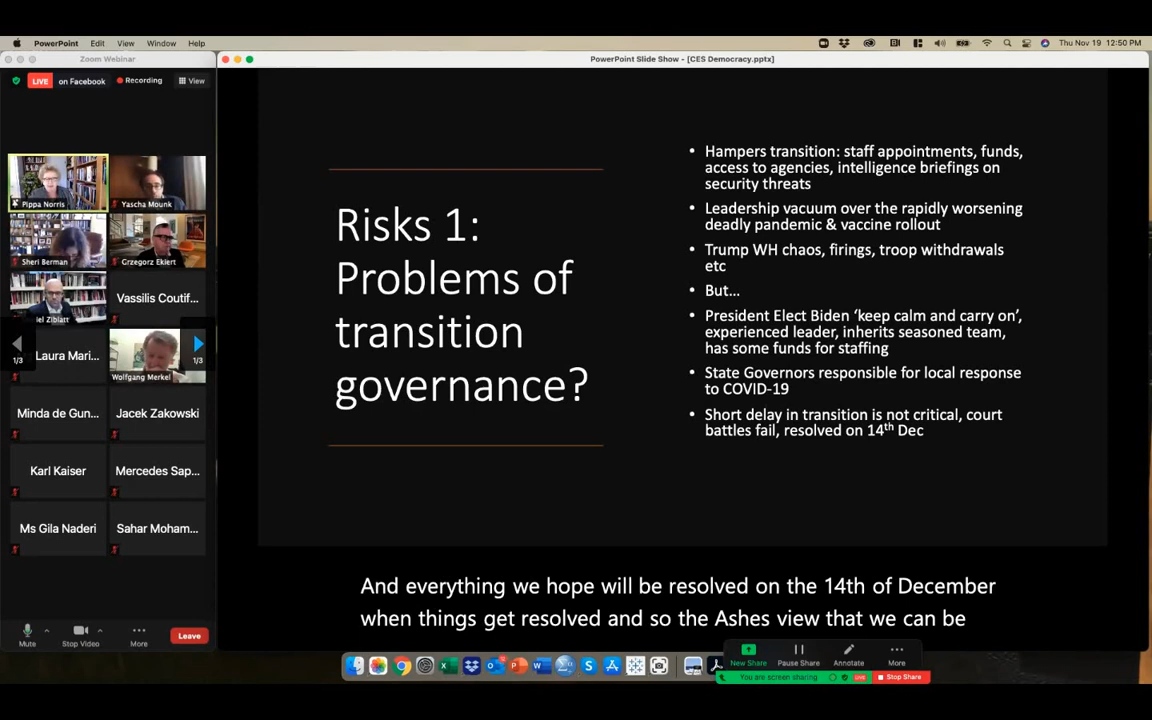 PowerPoint Edit View Window Help
Thu Nov 19 12:50 PM
Zoom Webinar
PowerPoint Slide Show - [CES Democracy.pptx]
LIVE on Facebook Recording View
Pippa Norris
Yascha Mounk
Sheri Berman
Grzegorz Ekiert
iel Ziblatt
Vassilis Coutif...
1/3
Laura Mari...
1/3
Wolfgang Merkel
Minda de Gun...
Jacek Zakowski
Karl Kaiser
Mercedes Sap...
Ms Gila Naderi
Sahar Moham...
Mute
Stop Video
More
Leave
Risks 1:
Problems of
transition
governance?
• Hampers transition: staff appointments, funds,
access to agencies, intelligence briefings on
security threats
• Leadership vacuum over the rapidly worsening
deadly pandemic & vaccine rollout
• Trump WH chaos, firings, troop withdrawals
etc
• But...
• President Elect Biden ‘keep calm and carry on’,
experienced leader, inherits seasoned team,
has some funds for staffing
• State Governors responsible for local response
to COVID-19
• Short delay in transition is not critical, court
battles fail, resolved on 14th Dec
And everything we hope will be resolved on the 14th of December
when things get resolved and so the Ashes view that we can be
New Share
Pause Share
Annotate
More
You are screen sharing
LIVE
Stop Share